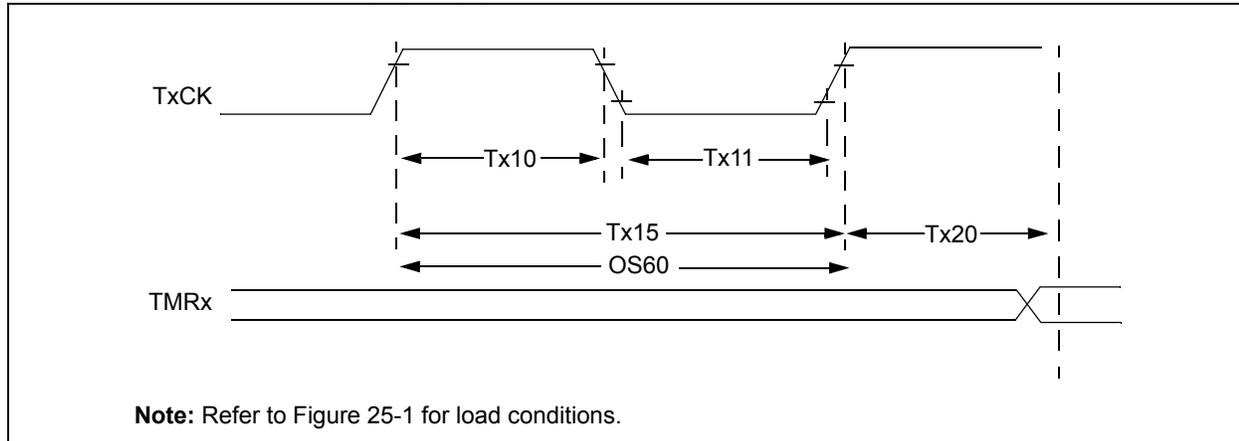 TxCK
Tx10
Tx11
Tx15
Tx20
OS60
TMRx
Note: Refer to Figure 25-1 for load conditions.